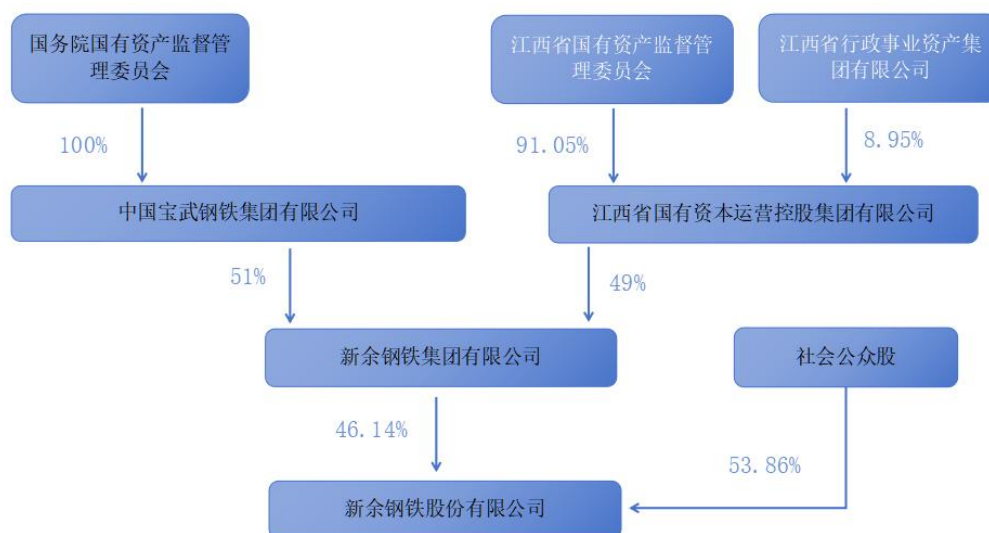 国务院国有资产监督管
理委员会
江西省国有资产监督管
理委员会
江西省行政事业资产集
团有限公司
100%
91.05%
8.95%
中国宝武钢铁集团有限公司
江西省国有资本运营控股集团有限公司
51%
49%
新余钢铁集团有限公司
社会公众股
46.14%
53.86%
新余钢铁股份有限公司